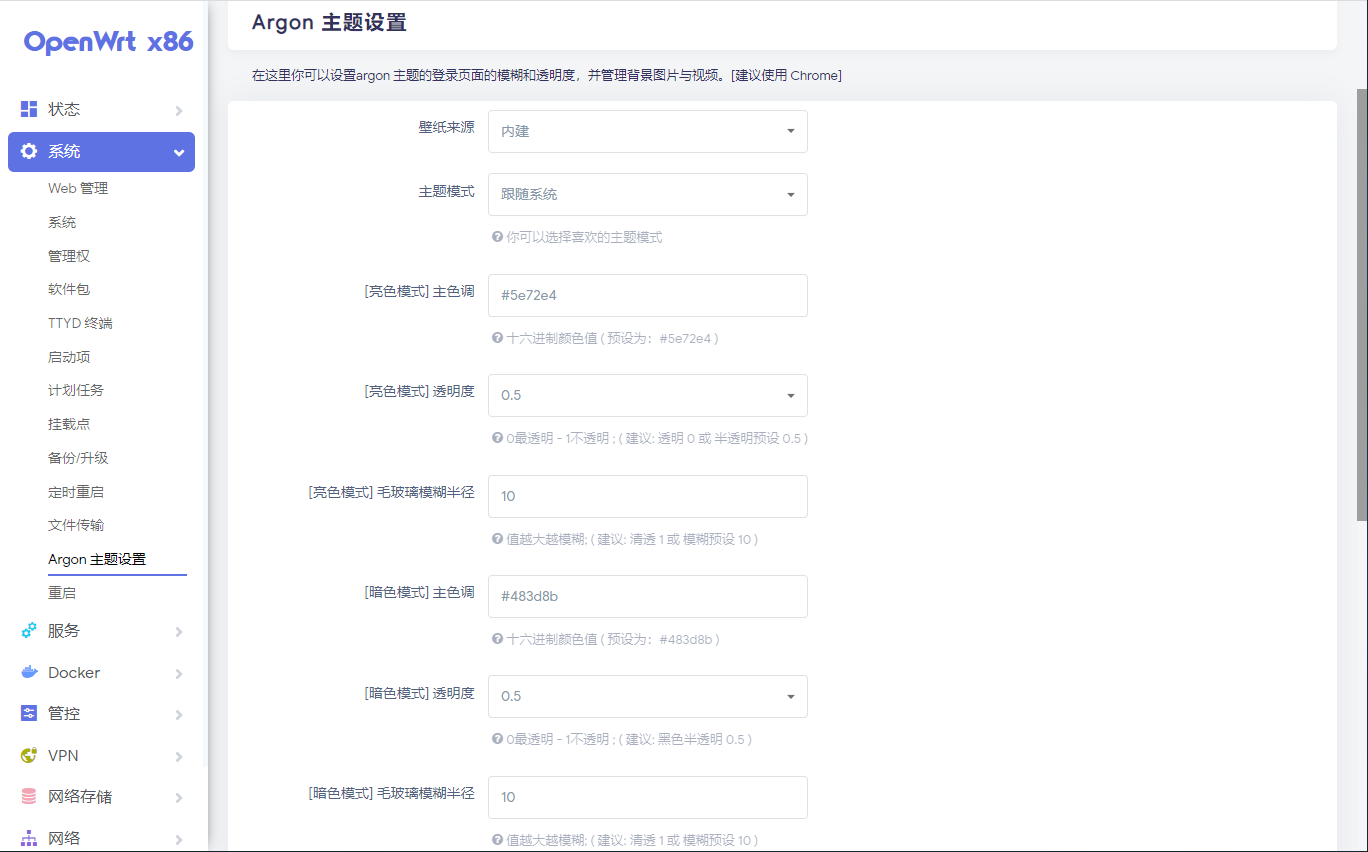 OpenWrt x86
状态
系统
Web 管理
系统
管理权
软件包
TTYD 终端
启动项
计划任务
挂载点
备份/升级
定时重启
文件传输
Argon 主题设置
重启
服务
Docker
管控
VPN
网络存储
网络
Argon 主题设置
在这里你可以设置argon 主题的登录页面的模糊和透明度，并管理背景图片与视频。[建议使用 Chrome]
壁纸来源 内建
主题模式 跟随系统
你可以选择喜欢的主题模式
[亮色模式] 主色调 #5e72e4
十六进制颜色值 ( 预设为：#5e72e4 )
[亮色模式] 透明度 0.5
0最透明 - 1不透明 ; ( 建议: 透明 0 或 半透明预设 0.5 )
[亮色模式] 毛玻璃模糊半径 10
值越大越模糊; ( 建议: 清透 1 或 模糊预设 10 )
[暗色模式] 主色调 #483d8b
十六进制颜色值 ( 预设为：#483d8b )
[暗色模式] 透明度 0.5
0最透明 - 1不透明 ; ( 建议: 黑色半透明 0.5 )
[暗色模式] 毛玻璃模糊半径 10
值越大越模糊; ( 建议: 清透 1 或 模糊预设 10 )